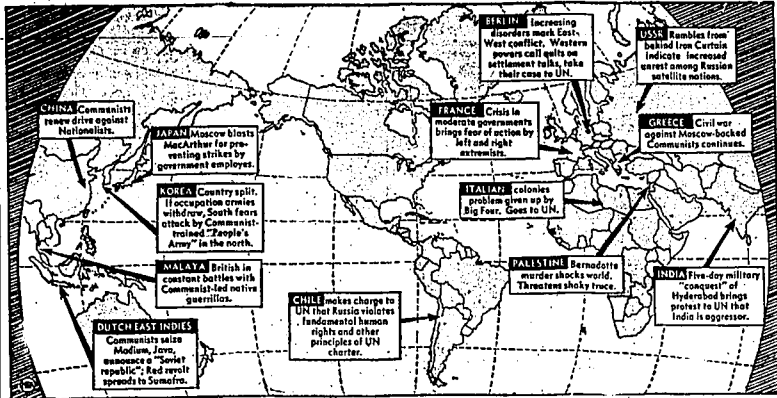 BERLIN Increasing
disorders mark East-
West conflict. Western
powers call quits on
settlement talks, take
their case to UN.
USSR Rumbles from
behind Iron Curtain
indicate increased
unrest among Russian
satellite nations.
CHINA Communists
renew drive against
Nationalists.
JAPAN Moscow blasts
MacArthur for pre-
venting strikes by
government employes.
FRANCE Crisis in
moderate governments
brings fear of action by
left and right
extremists.
GREECE Civil war
against Moscow-backed
Communists continues.
KOREA Country split.
If occupation armies
withdraw, South fears
attack by Communist-
trained "People's
Army" in the north.
ITALIAN colonies
problem given up by
Big Four. Goes to UN.
MALAYA British in
constant battles with
Communist-led native
guerrillas.
PALESTINE Bernadotte
murder shocks world.
Threatens shaky truce.
INDIA Five-day military
"conquest" of
Hyderabad brings
protest to UN that
India is aggressor.
CHILE makes charge to
UN that Russia violates
fundamental human
rights and other
principles of UN
charter.
DUTCH EAST INDIES
Communists seize
Madium, Java,
announce a "Soviet
republic"; Red revolt
spreads to Sumatra.